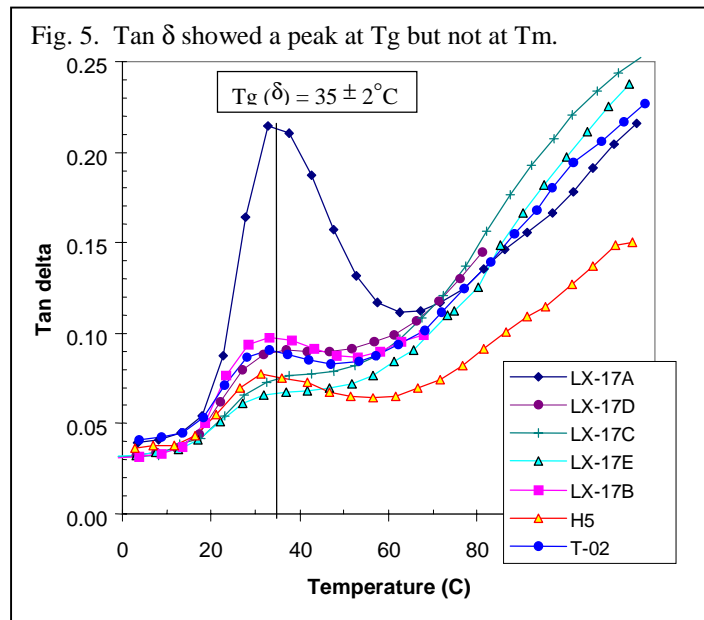 Fig. 5. Tan δ showed a peak at Tg but not at Tm.
Tg (δ) = 35 ± 2°C
0.25
0.20
0.15
0.10
0.05
0.00
Tan delta
0 20 40 60 80
Temperature (C)
LX-17A
LX-17D
LX-17C
LX-17E
LX-17B
H5
T-02